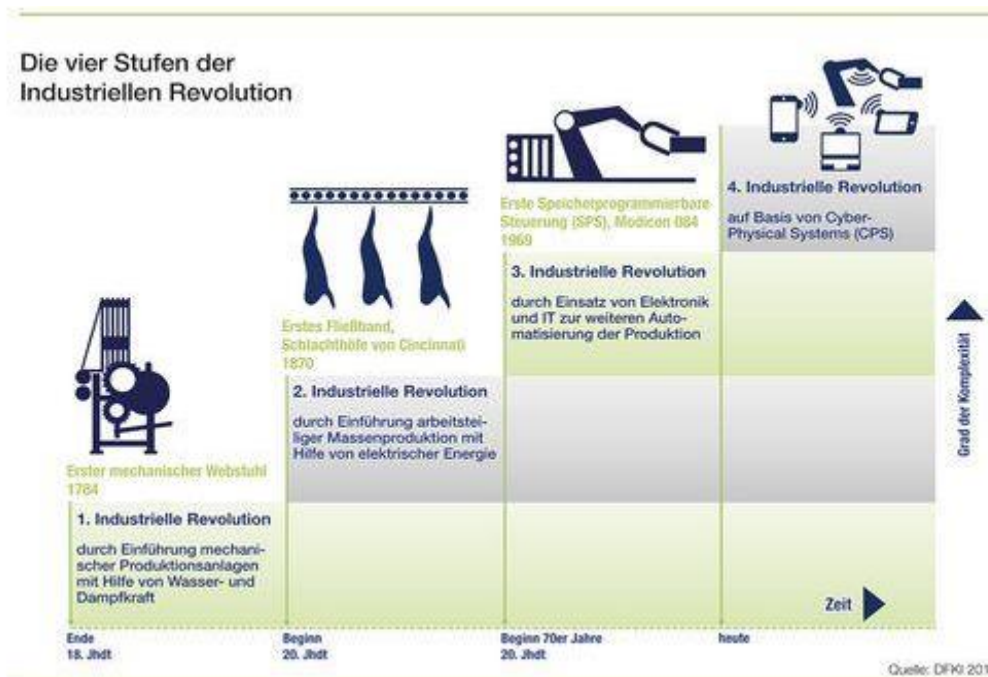 Die vier Stufen der
Industriellen Revolution
Erster mechanischer Webstuhl
1784
1. Industrielle Revolution
durch Einführung mechani-
scher Produktionsanlagen
mit Hilfe von Wasser- und
Dampfkraft
Erstes Fließband,
Schlachthöfe von Cincinnati
1870
2. Industrielle Revolution
durch Einführung arbeitstei-
liger Massenproduktion mit
Hilfe von elektrischer Energie
Erste Speicherprogrammierbare
Steuerung (SPS), Modicon 084
1969
3. Industrielle Revolution
durch Einsatz von Elektronik
und IT zur weiteren Auto-
matisierung der Produktion
4. Industrielle Revolution
auf Basis von Cyber-
Physical Systems (CPS)
Grad der Komplexität
Zeit
Ende
18. Jhdt
Beginn
20. Jhdt
Beginn 70er Jahre
20. Jhdt
heute
Quelle: DFKI 201